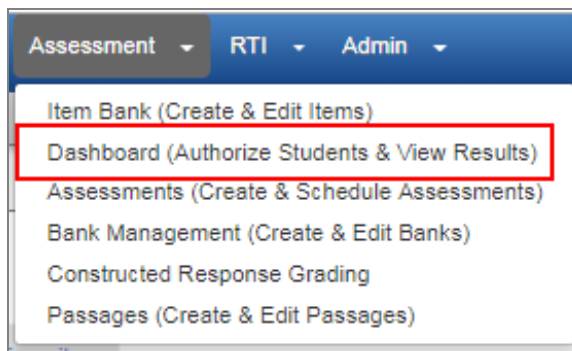 Assessment RTI Admin
Item Bank (Create & Edit Items)
Dashboard (Authorize Students & View Results)
Assessments (Create & Schedule Assessments)
Bank Management (Create & Edit Banks)
Constructed Response Grading
Passages (Create & Edit Passages)